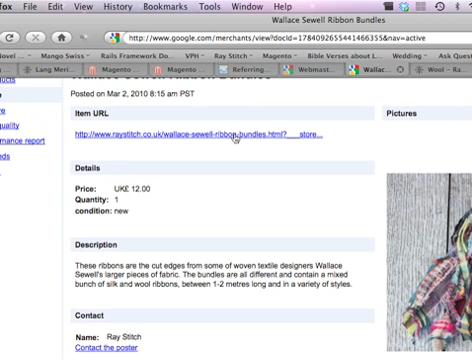 fox File Edit View History Bookmarks Tools Window Help
Wallace Sewell Ribbon Bundles
http://www.google.com/merchants/view?docId=1784092655441466355&nav=active
Mango Swiss Rails Framework Do... VPH Ray Stitch Magento Bible Verses about L... Wedding Ask Quest
Lang Mer... Magento ... Magento ... Referring... Webmast... Wallac... Wool – Ra
Posted on Mar 2, 2010 8:15 am PST
Item URL
Pictures
http://www.raystitch.co.uk/wallace-sewell-ribbon-bundles.html?___store...
quality
rmance report
Details
Price: UK£ 12.00
Quantity: 1
condition: new
Description
These ribbons are the cut edges from some of woven textile designers Wallace
Sewell's larger pieces of fabric. The bundles are all different and contain a mixed
bunch of silk and wool ribbons, between 1-2 metres long and in a variety of styles.
Contact
Name: Ray Stitch
Contact the poster